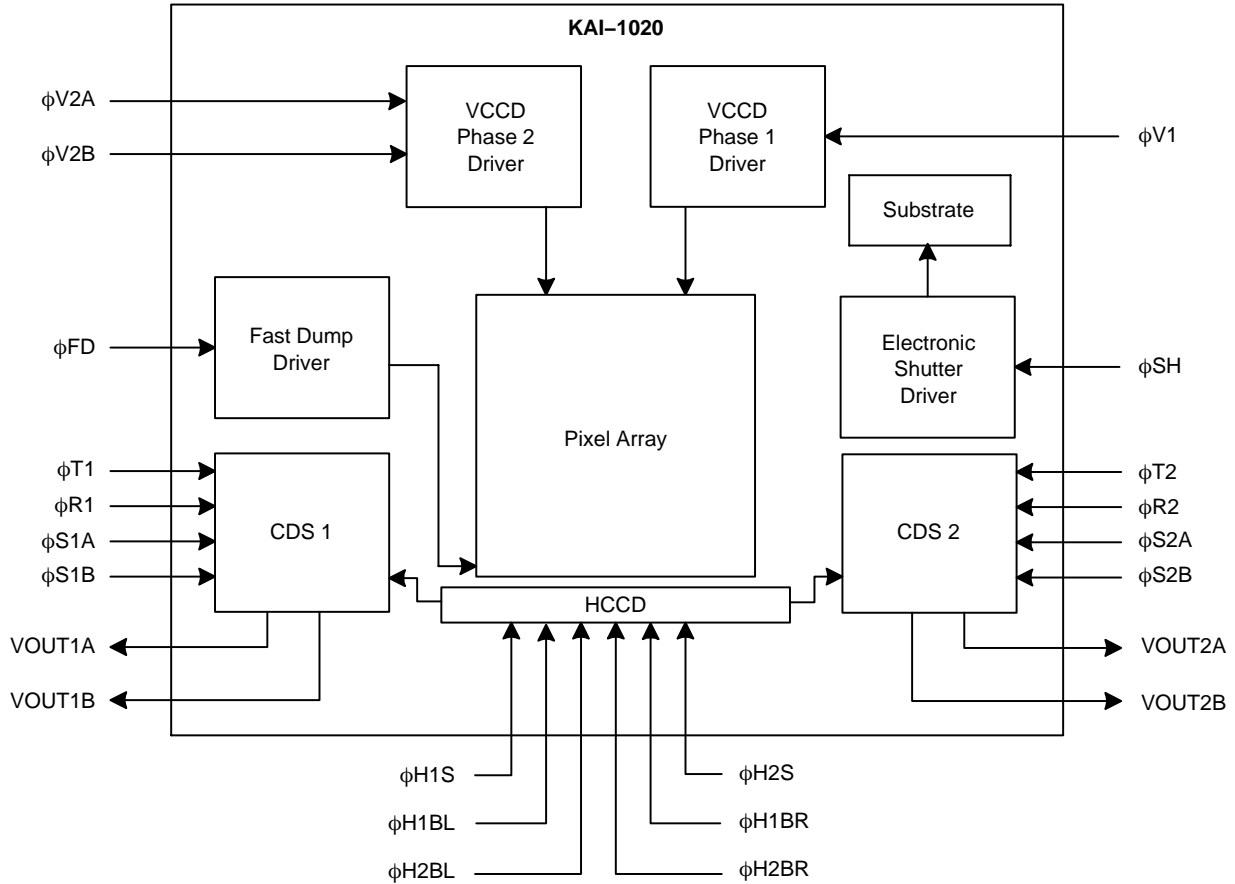 KAI–1020
ϕV2A
ϕV2B
VCCD
Phase 2
Driver
VCCD
Phase 1
Driver
ϕV1
Substrate
ϕFD
Fast Dump
Driver
Pixel Array
Electronic
Shutter
Driver
ϕSH
ϕT1
ϕR1
ϕS1A
ϕS1B
CDS 1
CDS 2
ϕT2
ϕR2
ϕS2A
ϕS2B
HCCD
VOUT1A
VOUT1B
VOUT2A
VOUT2B
ϕH1S
ϕH1BL
ϕH2BL
ϕH2S
ϕH1BR
ϕH2BR